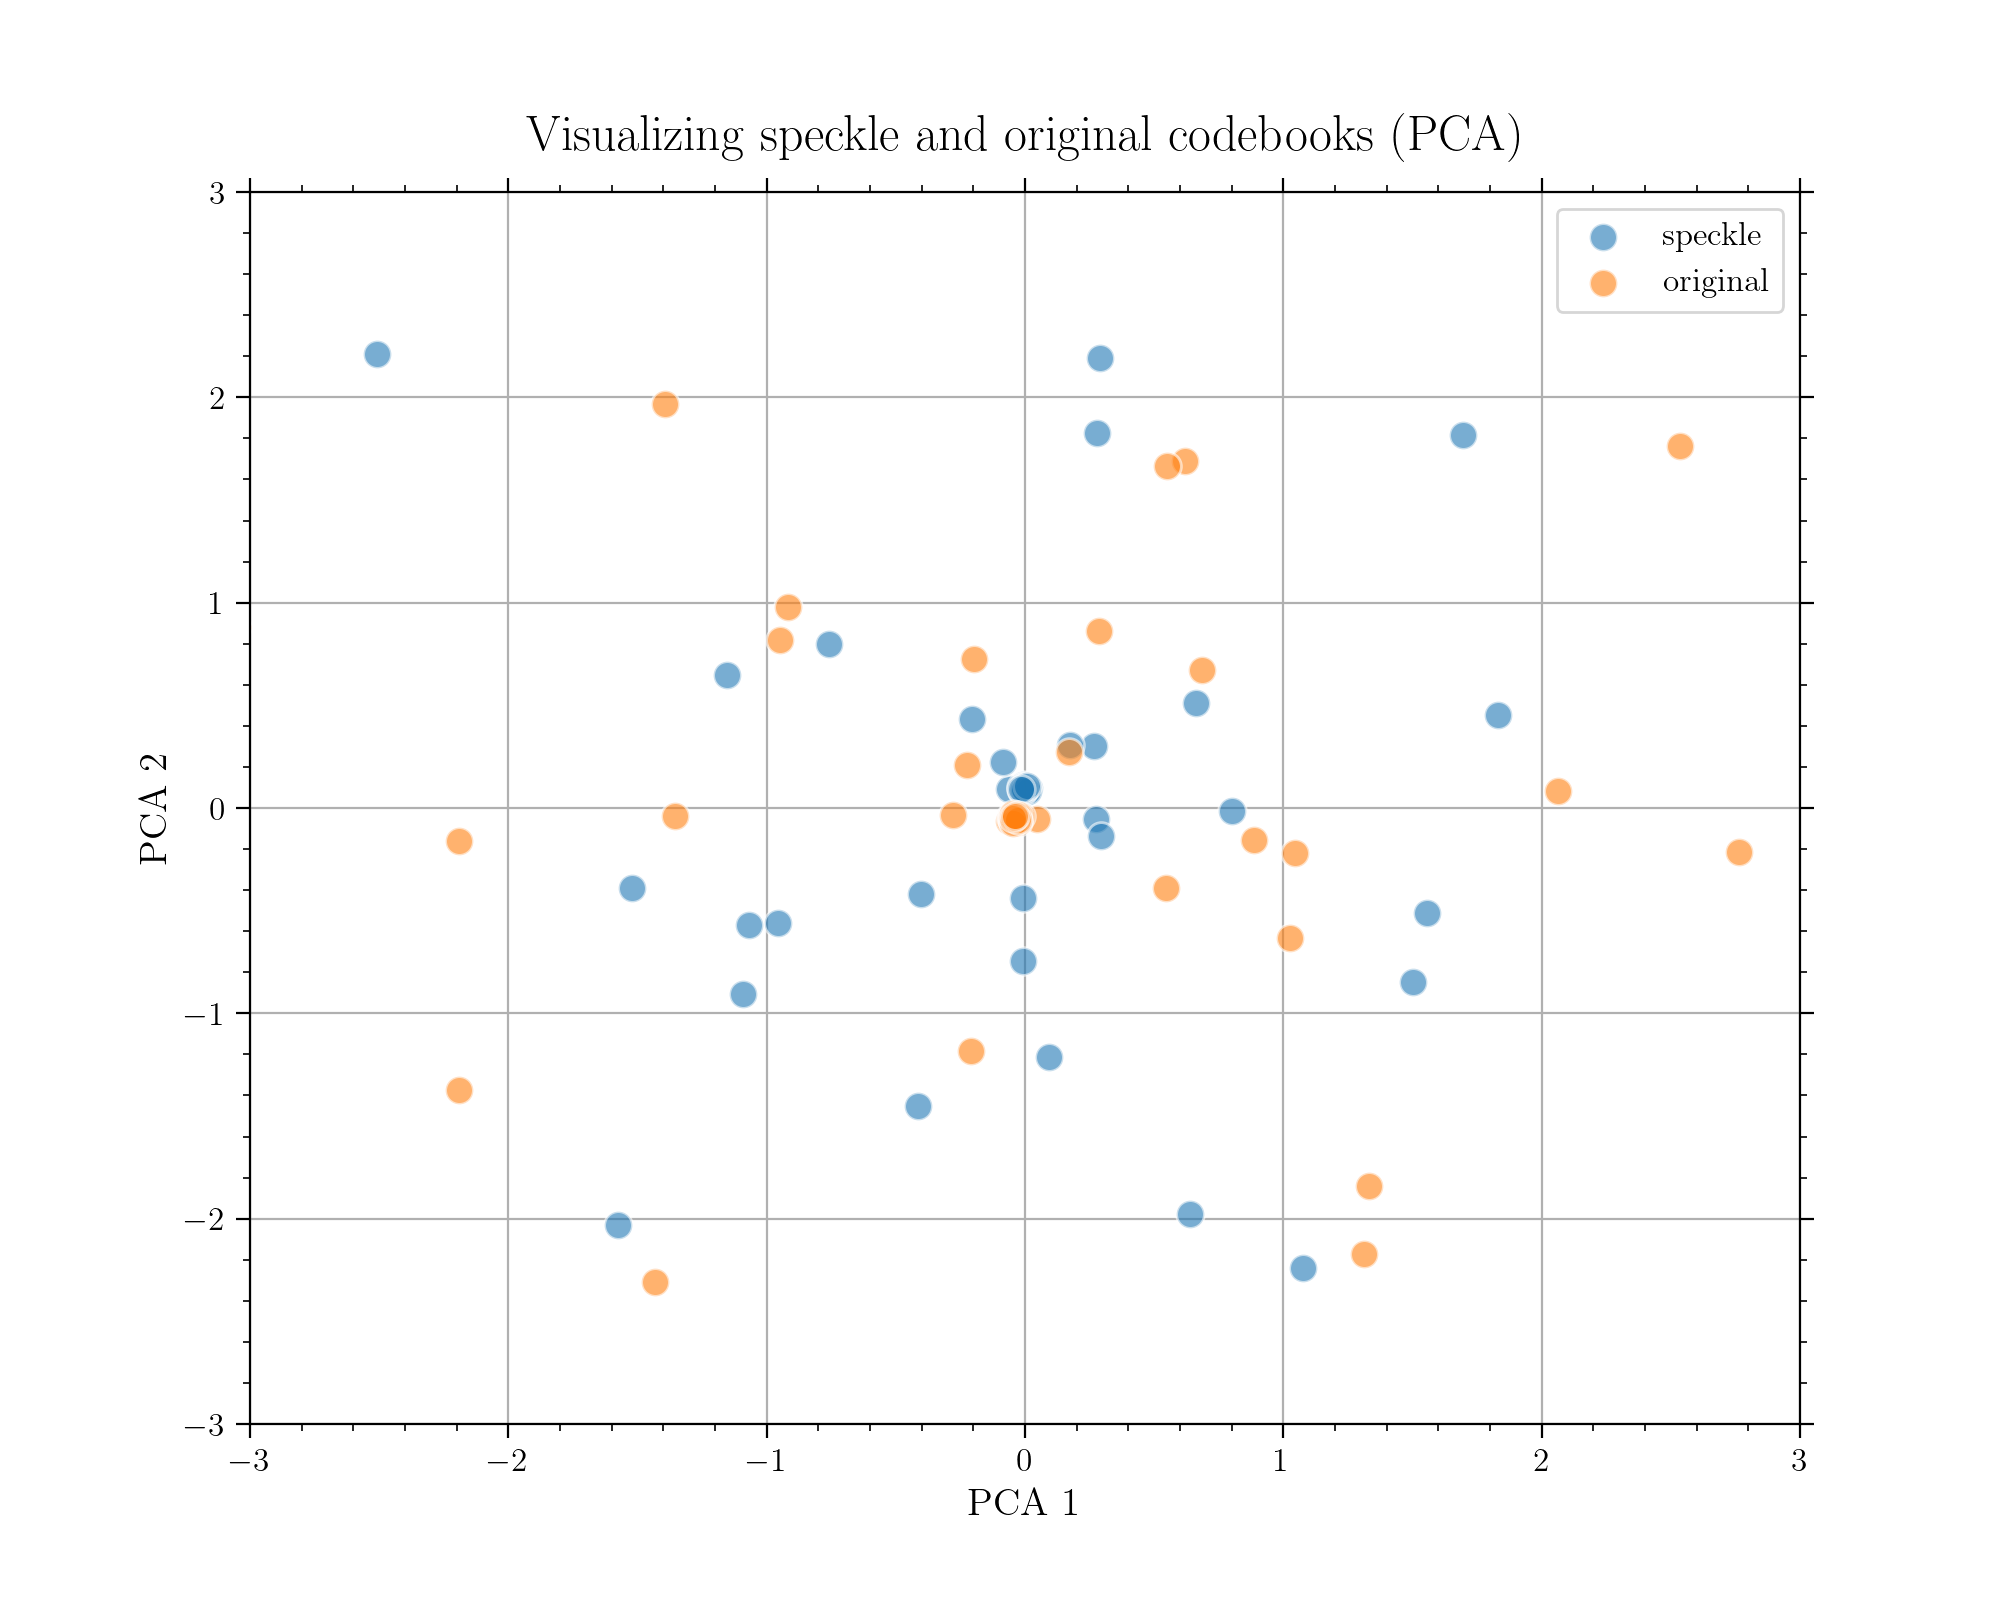 Visualizing speckle and original codebooks (PCA)
speckle
original
3
2
1
0
−1
−2
−3
PCA 2
−3
−2
−1
0
1
2
3
PCA 1